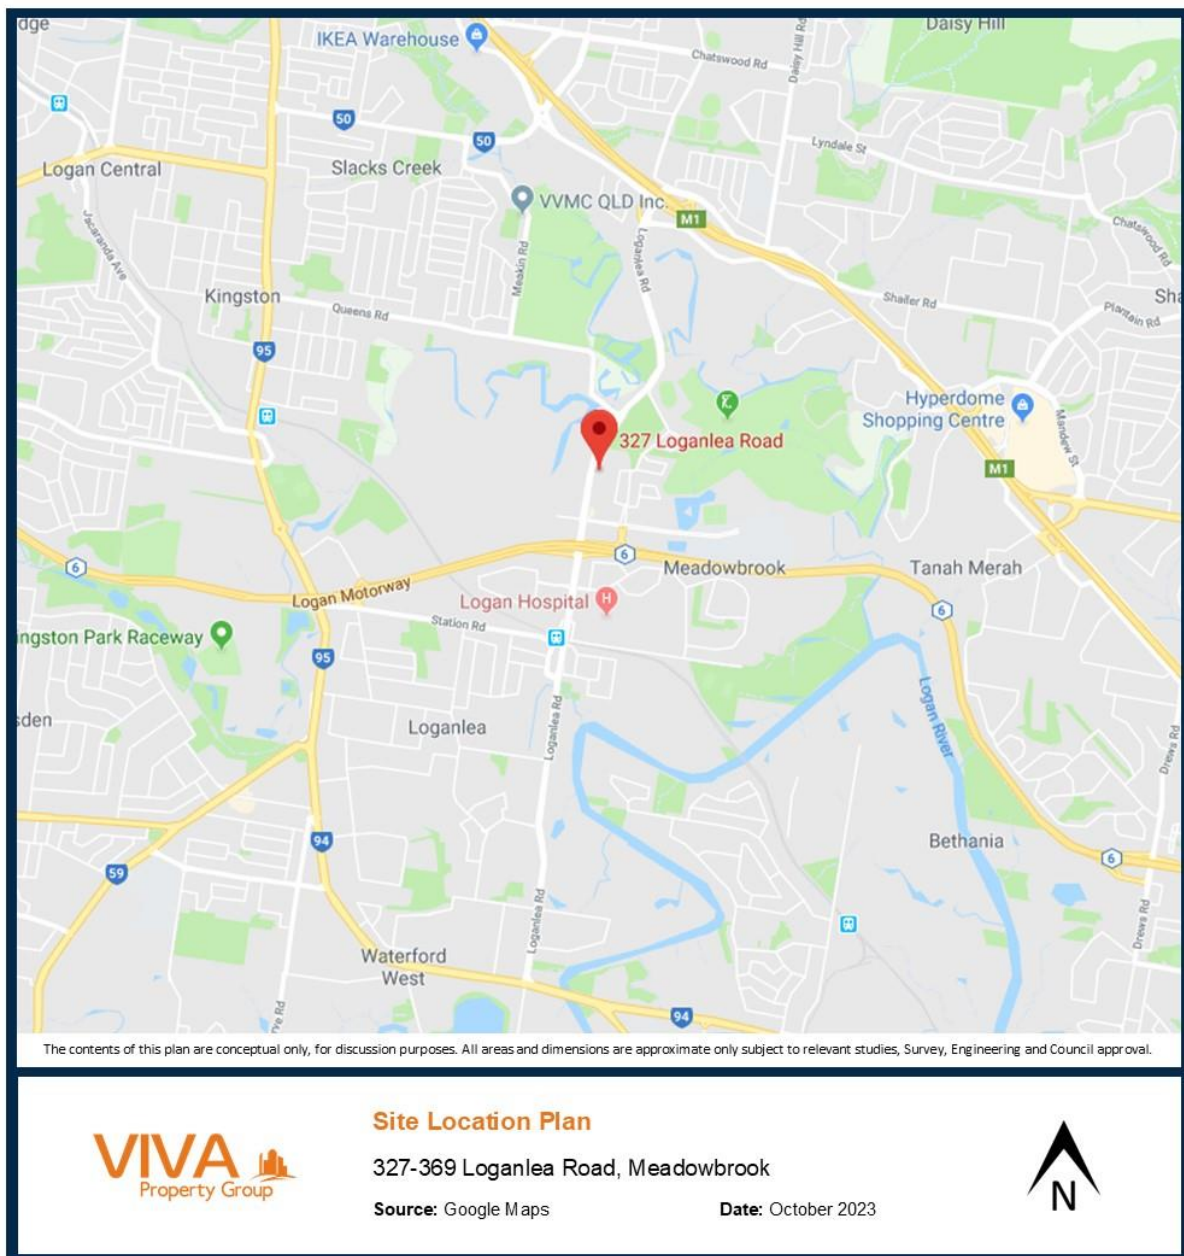 dge
Daisy Hill
IKEA Warehouse
Chatswood Rd
Daisy Hill Rd
50
50
Lyndale St
Logan Central
Slacks Creek
VVMC QLD Inc.
M1
Jacaranda Ave
Meakin Rd
Loganlea Rd
Chatswood Rd
Kingston
Queens Rd
Shailer Rd
Sha
Plantain Rd
95
Hyperdome
Shopping Centre
Mandew St
327 Loganlea Road
M1
6
6
Meadowbrook
Tanah Merah
Logan Motorway
Logan Hospital
H
6
Station Rd
ingston Park Raceway
95
Logan River
sden
Loganlea
Loganlea Rd
Drews Rd
94
Bethania
6
59
Loganlea Rd
Drews Rd
Waterford
West
rve Rd
94
The contents of this plan are conceptual only, for discussion purposes. All areas and dimensions are approximate only subject to relevant studies, Survey, Engineering and Council approval.
VIVA
Property Group
Site Location Plan
327-369 Loganlea Road, Meadowbrook
Source: Google Maps Date: October 2023
N